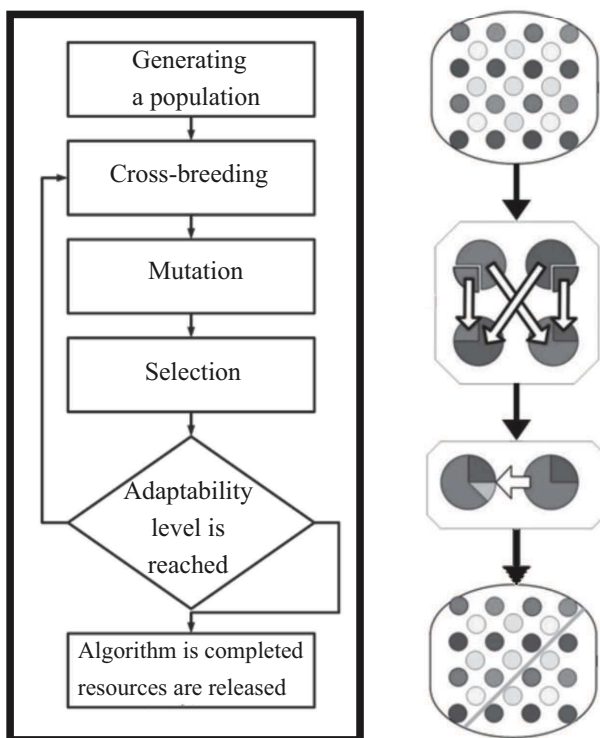 Generating
a population
Cross-breeding
Mutation
Selection
Adaptability
level is
reached
Algorithm is completed
resources are released